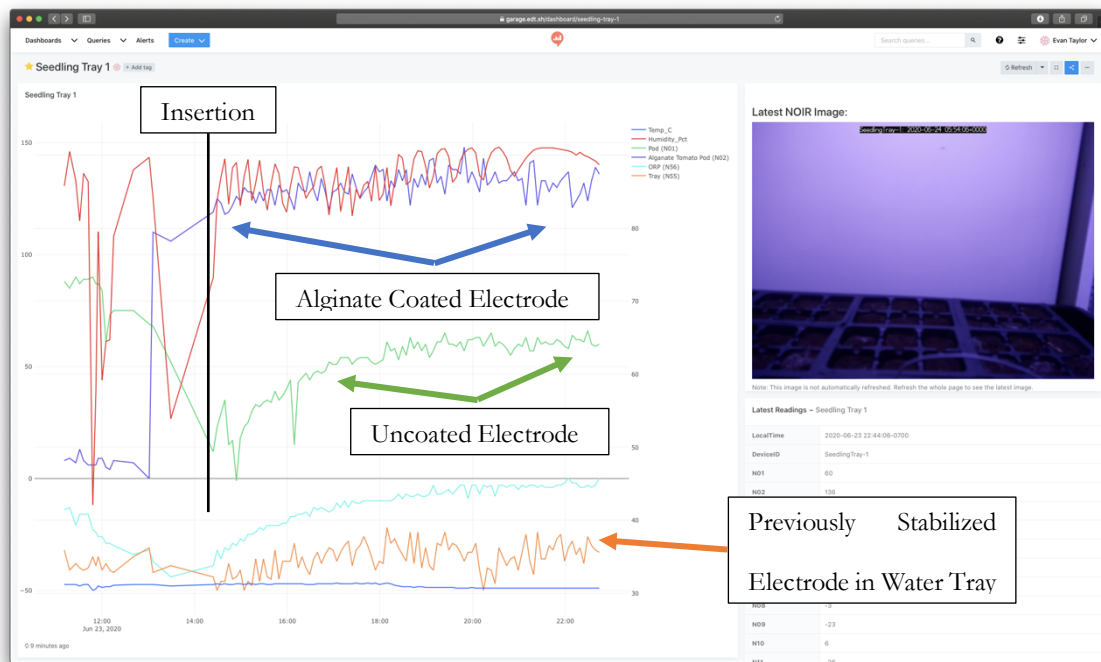 garage.edt.sh/dashboard/seedling-tray-1
Dashboards Queries Alerts Create Search queries... Evan Taylor
Seedling Tray 1 + Add tag Refresh
Seedling Tray 1
Insertion
Temp_C
Humidity_Pct
Pod (N01)
Alganate Tomato Pod (N02)
ORP (N56)
Tray (N55)
150
100
50
0
−50
80
70
60
50
40
30
Alginate Coated Electrode
Uncoated Electrode
Previously Stabilized
Electrode in Water Tray
12:00 14:00 16:00 18:00 20:00 22:00
Jun 23, 2020
9 minutes ago
Latest NOIR Image:
SeedlingTray-1 2020-06-24 05:54:06+0000
Note: This image is not automatically refreshed. Refresh the whole page to see the latest image.
Latest Readings – Seedling Tray 1
LocalTime 2020-06-23 22:44:06-0700
DeviceID SeedlingTray-1
N01 60
N02 136
N08 -3
N09 -23
N10 6